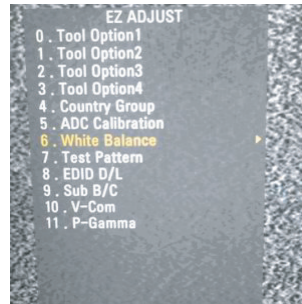 EZ ADJUST
0 . Tool Option1
1 . Tool Option2
2 . Tool Option3
3 . Tool Option4
4 . Country Group
5 . ADC Calibration
6 . White Balance
7 . Test Pattern
8 . EDID D/L
9 . Sub B/C
10 . V-Com
11 . P-Gamma